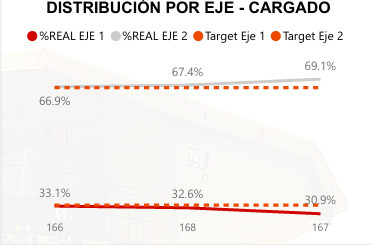 DISTRIBUCIÓN POR EJE - CARGADO
%REAL EJE 1 %REAL EJE 2 Target Eje 1 Target Eje 2
69.1%
67.4%
66.9%
33.1% 32.6% 30.9%
166 168 167